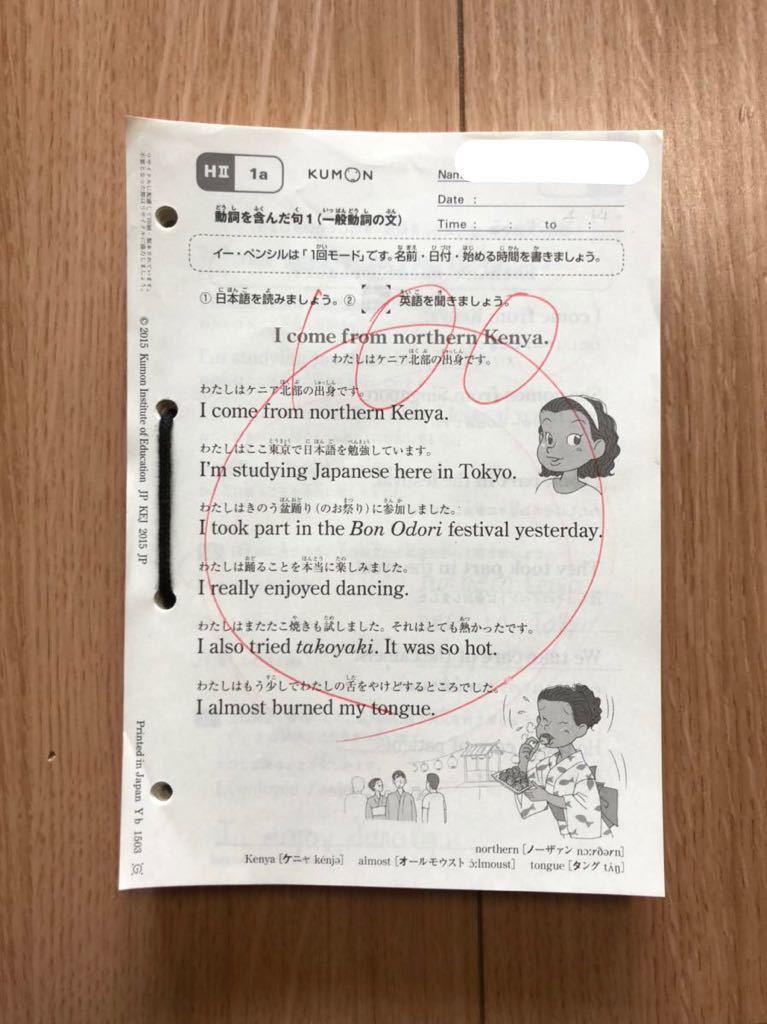 HⅡ 1a
KUMON
Nam
Date :
Time : : to :
動詞を含んだ句1(一般動詞の文)
イー・ペンシルは「1回モード」です。名前・日付・始める時間を書きましょう。
①日本語を読みましょう。② [ ] 英語を聞きましょう。
100
I come from northern Kenya.
わたしはケニア北部の出身です。
わたしはケニア北部の出身です。
I come from northern Kenya.
わたしはここ東京で日本語を勉強しています。
I'm studying Japanese here in Tokyo.
わたしはきのう盆踊り(のお祭り)に参加しました。
I took part in the Bon Odori festival yesterday.
わたしは踊ることを本当に楽しみました。
I really enjoyed dancing.
わたしはまたたこ焼きも試しました。それはとても熱かったです。
I also tried takoyaki. It was so hot.
わたしはもう少しでわたしの舌をやけどするところでした。
I almost burned my tongue.
northern [ノーザァン nɔːrðərn]
Kenya [ケニャ kénjə] almost [オールモウスト ɔ́ːlmoust] tongue [タング tʌ́ŋ]
© 2015 Kumon Institute of Education JP KEJ 2015 JP
Printed in Japan Y b 1503